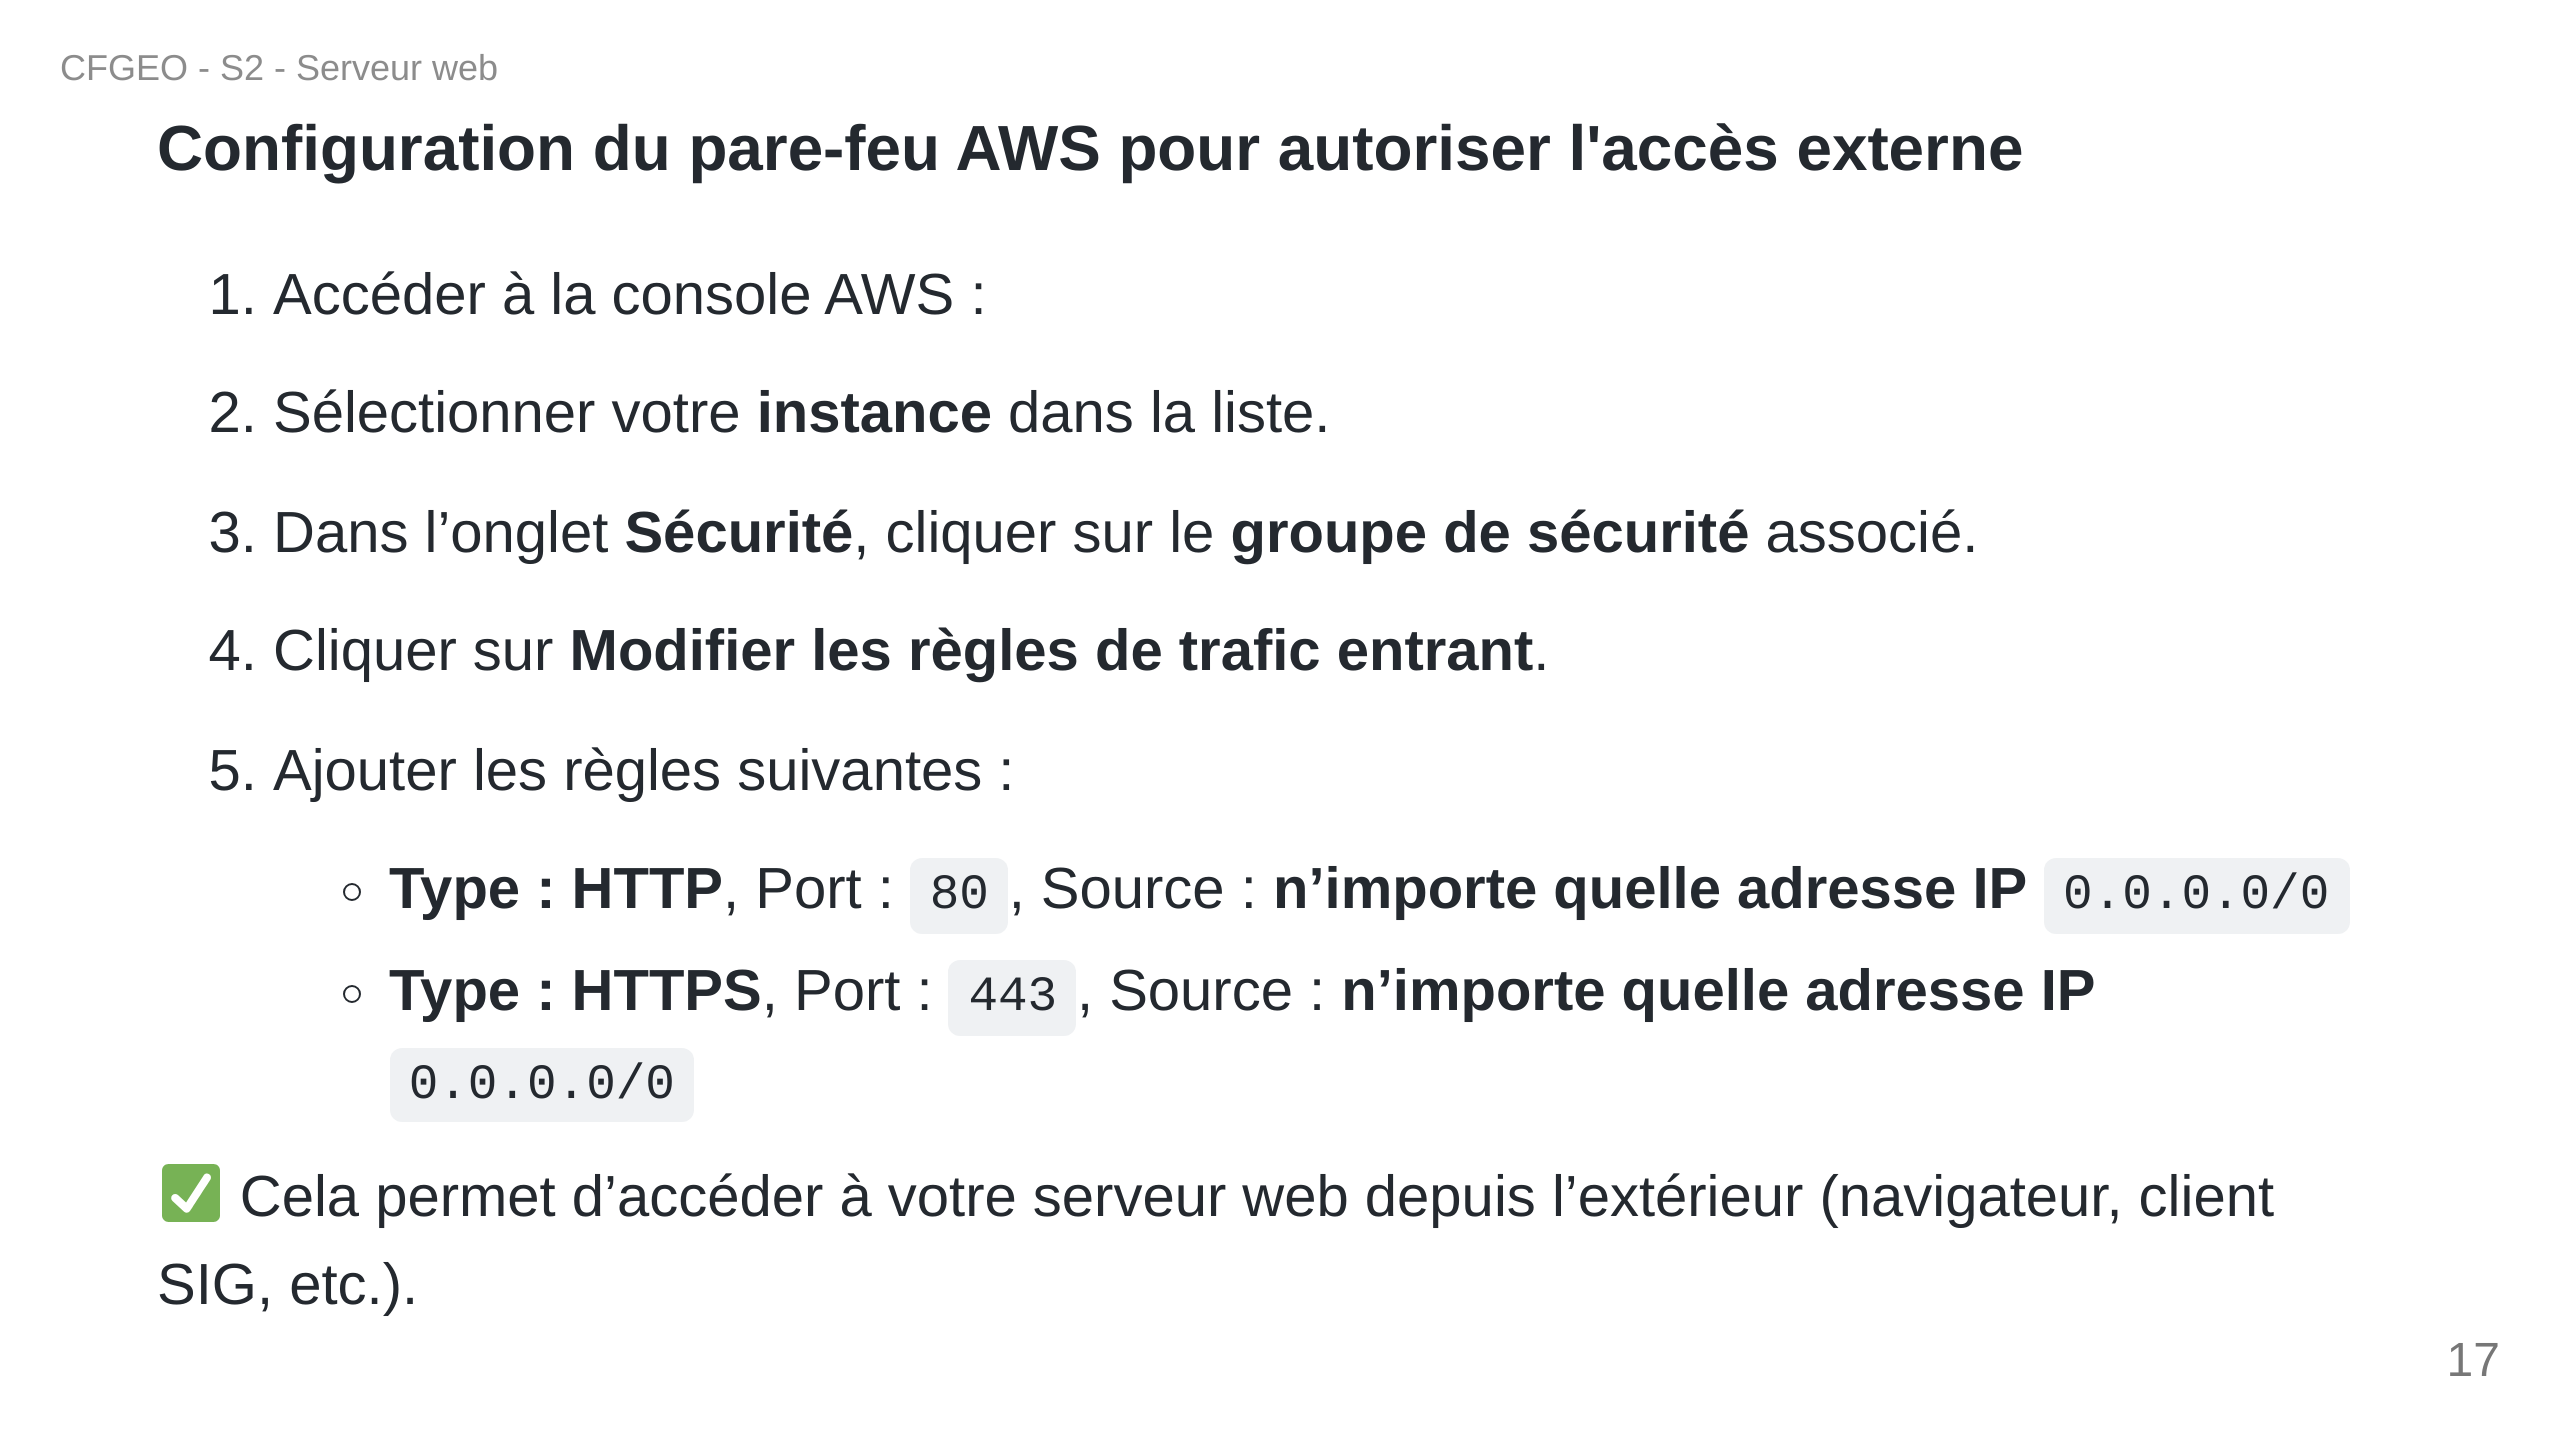 CFGEO - S2 - Serveur web
Configuration du pare-feu AWS pour autoriser l'accès externe
1. Accéder à la console AWS :
2. Sélectionner votre instance dans la liste.
3. Dans l’onglet Sécurité, cliquer sur le groupe de sécurité associé.
4. Cliquer sur Modifier les règles de trafic entrant.
5. Ajouter les règles suivantes :
Type : HTTP, Port : 80, Source : n’importe quelle adresse IP 0.0.0.0/0
Type : HTTPS, Port : 443, Source : n’importe quelle adresse IP
0.0.0.0/0
✅ Cela permet d’accéder à votre serveur web depuis l’extérieur (navigateur, client
SIG, etc.).
17